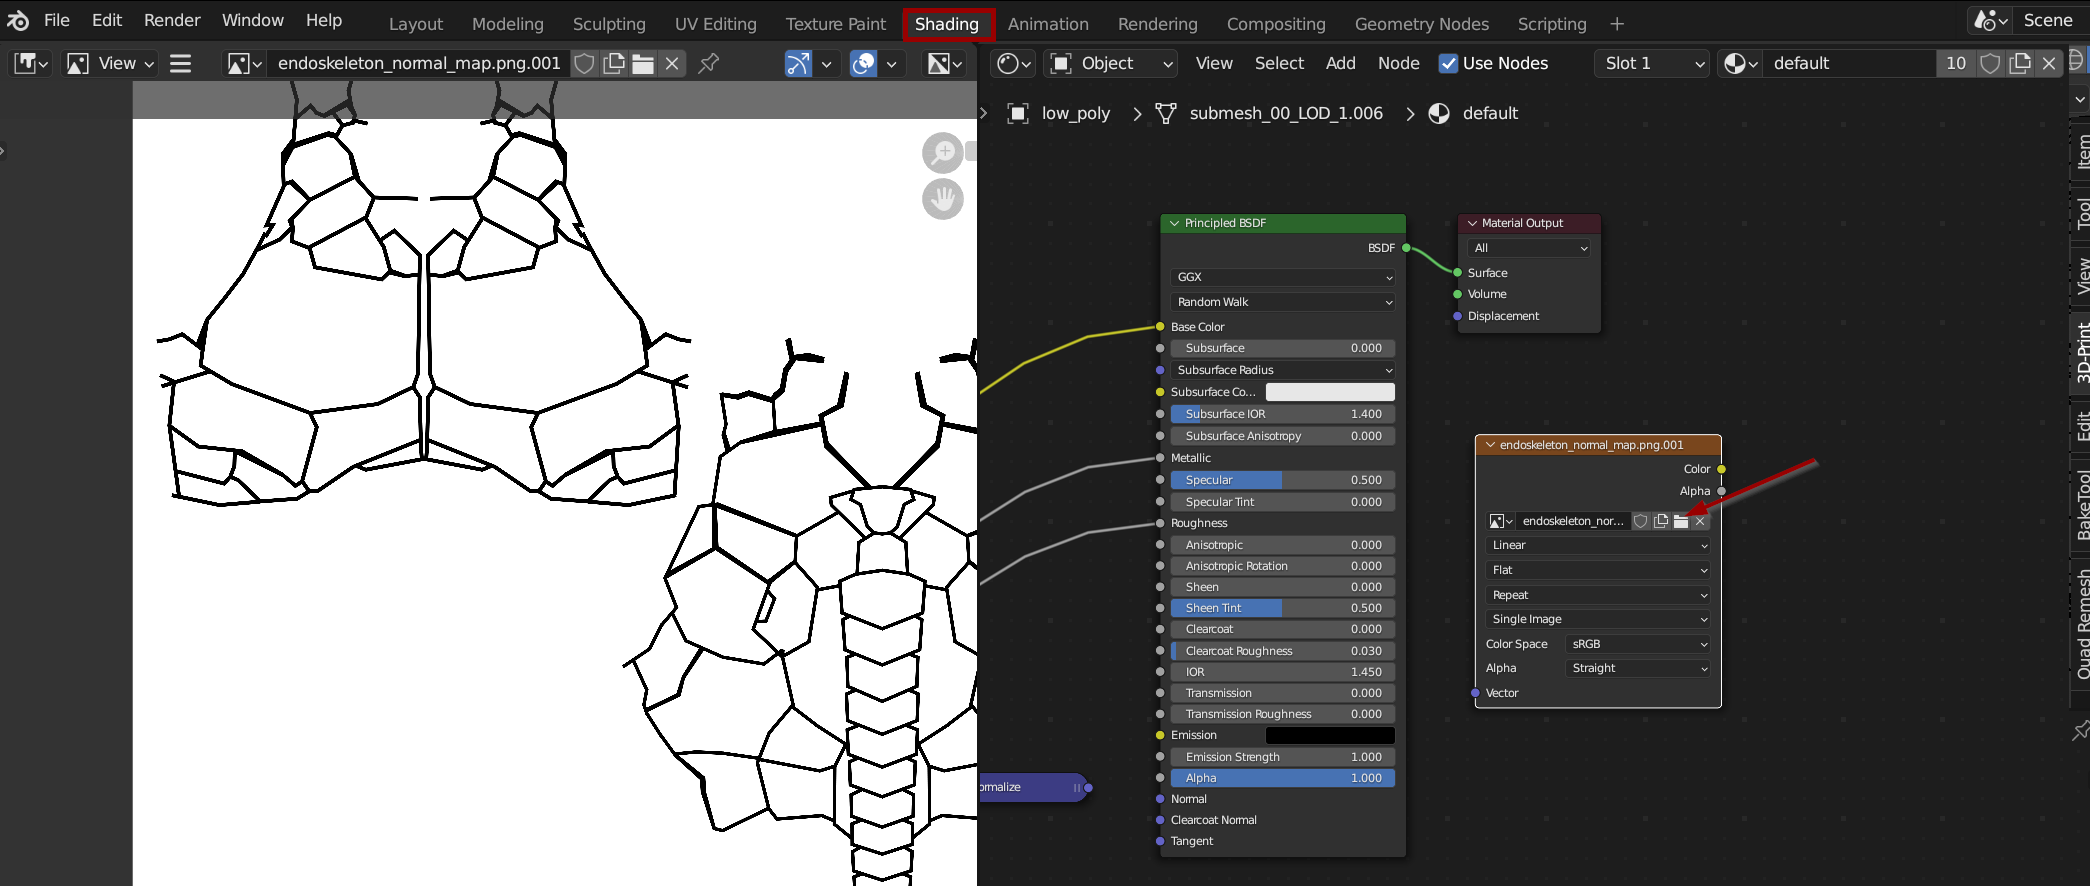 File Edit Render Window Help Layout Modeling Sculpting UV Editing Texture Paint Shading Animation Rendering Compositing Geometry Nodes Scripting + Scene
View endoskeleton_normal_map.png.001
Object View Select Add Node Use Nodes Slot 1 default 10
low_poly > submesh_00_LOD_1.006 > default
Principled BSDF
BSDF
GGX
Random Walk
Base Color
Subsurface 0.000
Subsurface Radius
Subsurface Co...
Subsurface IOR 1.400
Subsurface Anisotropy 0.000
Metallic
Specular 0.500
Specular Tint 0.000
Roughness
Anisotropic 0.000
Anisotropic Rotation 0.000
Sheen 0.000
Sheen Tint 0.500
Clearcoat 0.000
Clearcoat Roughness 0.030
IOR 1.450
Transmission 0.000
Transmission Roughness 0.000
Emission
Emission Strength 1.000
Alpha 1.000
Normal
Clearcoat Normal
Tangent
ormalize
Material Output
All
Surface
Volume
Displacement
endoskeleton_normal_map.png.001
Color
Alpha
endoskeleton_nor...
Linear
Flat
Repeat
Single Image
Color Space sRGB
Alpha Straight
Vector
Item
Tool
View
3D-Print
Edit
BakeTool
Quad Remesh